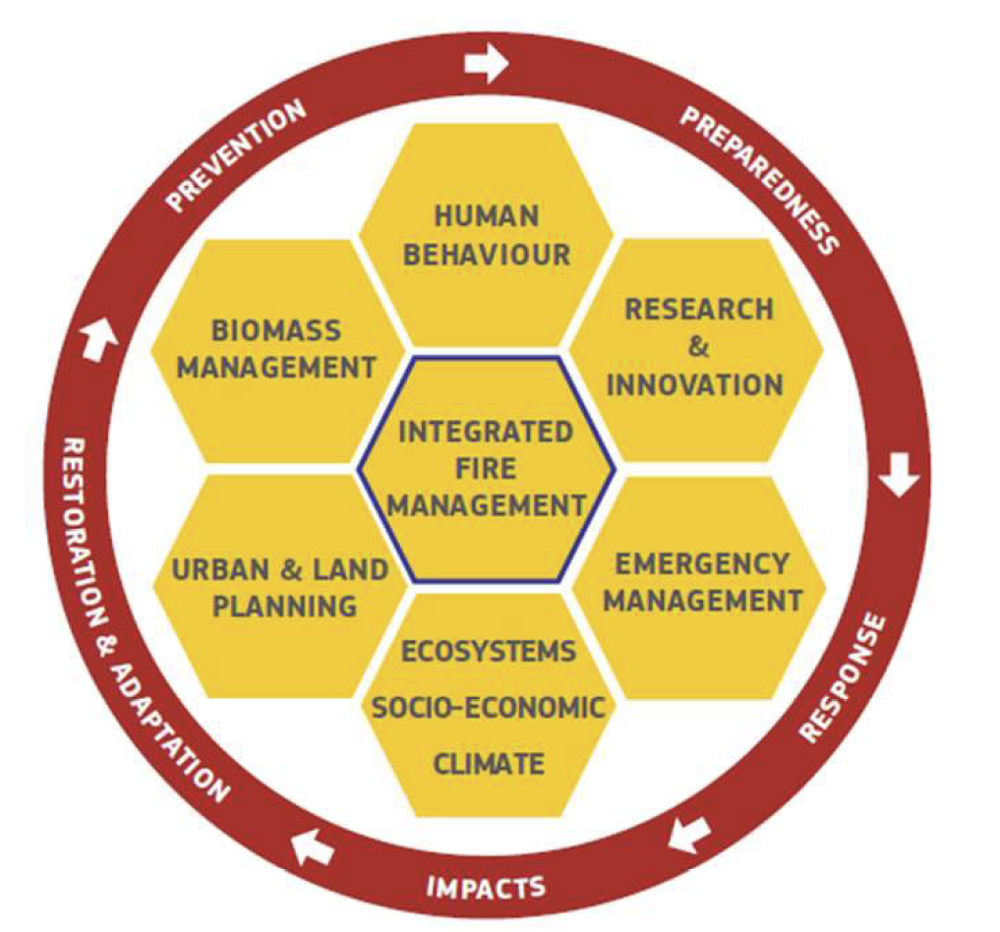 PREVENTION
PREPAREDNESS
HUMAN
BEHAVIOUR
BIOMASS
MANAGEMENT
RESEARCH
&
INNOVATION
INTEGRATED
FIRE
MANAGEMENT
URBAN & LAND
PLANNING
EMERGENCY
MANAGEMENT
ECOSYSTEMS
SOCIO-ECONOMIC
CLIMATE
RESPONSE
IMPACTS
RESTORATION & ADAPTATION